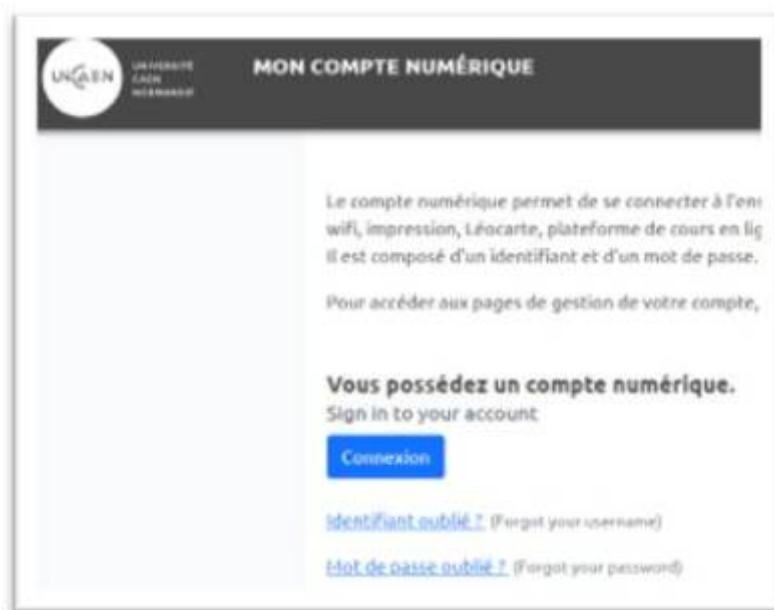 UNICAEN
UNIVERSITÉ
CAEN
NORMANDIE
MON COMPTE NUMÉRIQUE
Le compte numérique permet de se connecter à l'ens
wifi, impression, Léocarte, plateforme de cours en lig
Il est composé d'un identifiant et d'un mot de passe.
Pour accéder aux pages de gestion de votre compte,
Vous possédez un compte numérique.
Sign in to your account
Connexion
Identifiant oublié ? (Forgot your username)
Mot de passe oublié ? (Forgot your password)